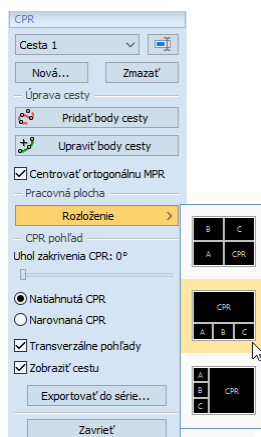 CPR
Cesta 1
Nová... Zmazať
Úprava cesty
Pridať body cesty
Upraviť body cesty
Centrovať ortogonálnu MPR
Pracovná plocha
Rozloženie >
CPR pohľad
Uhol zakrivenia CPR: 0°
Natiahnutá CPR
Narovnaná CPR
Transverzálne pohľady
Zobraziť cestu
Exportovať do série...
Zavrieť
B C
A CPR
CPR
A B C
A
B CPR
C